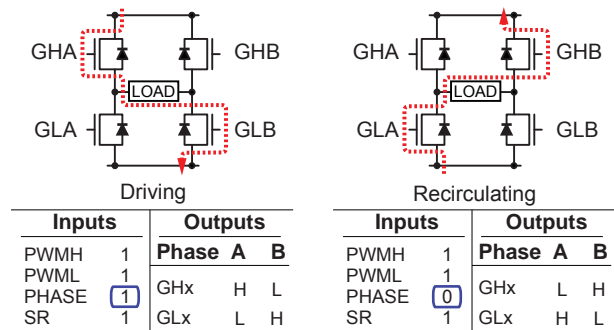 GHA GHB
LOAD
GLA GLB
Driving
Inputs Outputs
PWMH 1 Phase A B
PWML 1
PHASE 1 GHx H L
SR 1 GLx L H
GHA GHB
LOAD
GLA GLB
Recirculating
Inputs Outputs
PWMH 1 Phase A B
PWML 1
PHASE 0 GHx L H
SR 1 GLx H L